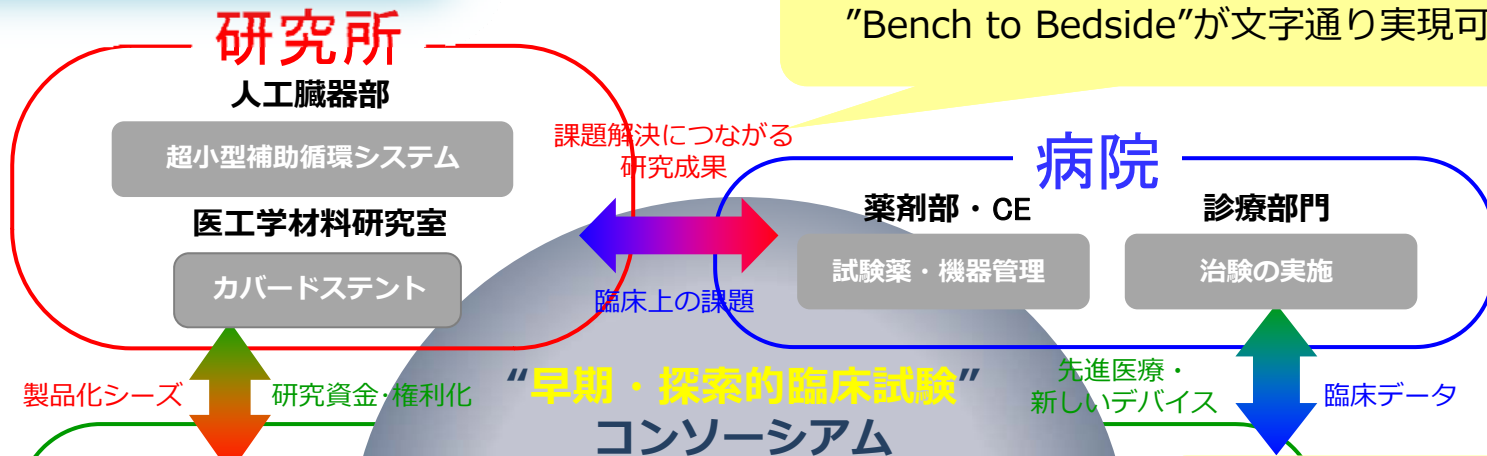 ”Bench to Bedside”が文字通り実現可
研究所
人工臓器部
超小型補助循環システム
医工学材料研究室
カバードステント
課題解決につながる
研究成果
臨床上の課題
病院
薬剤部・CE
試験薬・機器管理
診療部門
治験の実施
製品化シーズ
研究資金・権利化
“早期・探索的臨床試験”
コンソーシアム
先進医療・
新しいデバイス
臨床データ